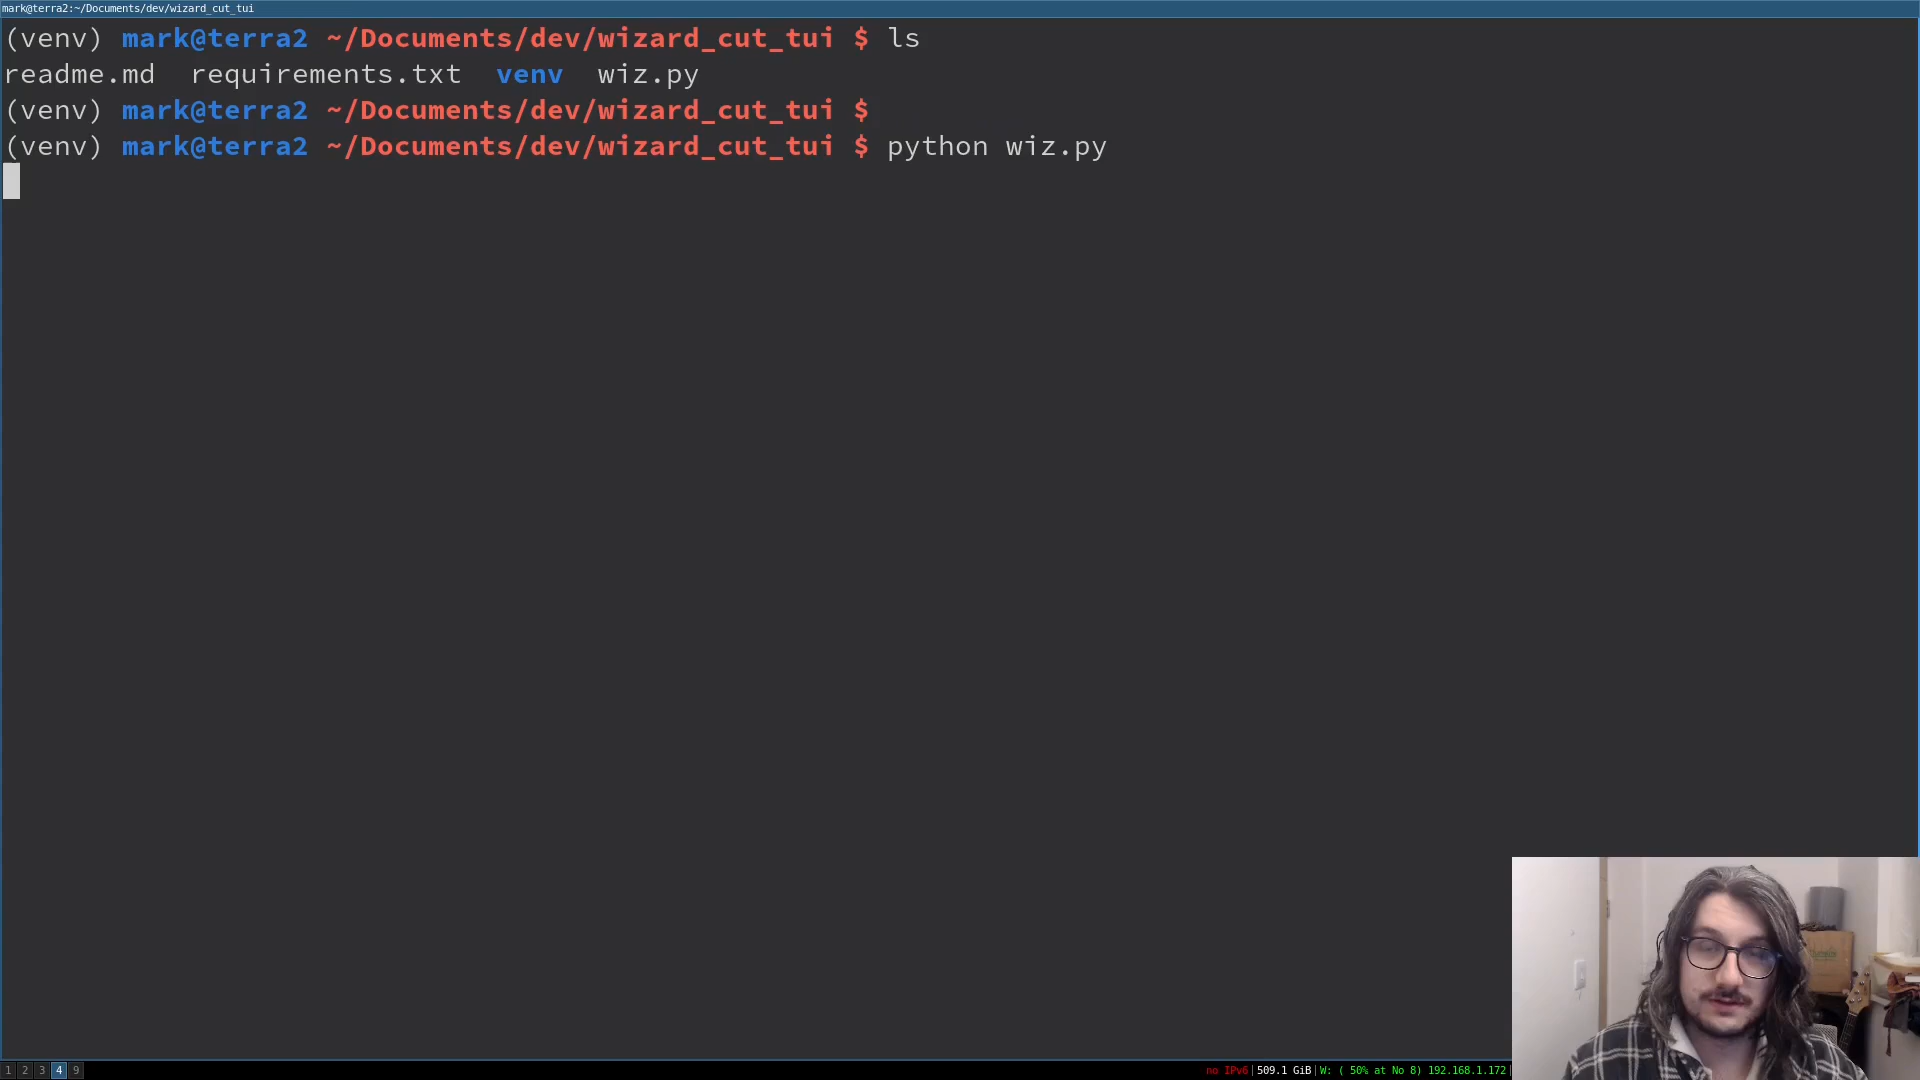 mark@terra2:~/Documents/dev/wizard_cut_tui
(venv) mark@terra2 ~/Documents/dev/wizard_cut_tui $ ls
readme.md  requirements.txt  venv  wiz.py
(venv) mark@terra2 ~/Documents/dev/wizard_cut_tui $
(venv) mark@terra2 ~/Documents/dev/wizard_cut_tui $ python wiz.py
1 2 3 4 9
no IPv6|509.1 GiB|W: ( 50% at No 8) 192.168.1.172|